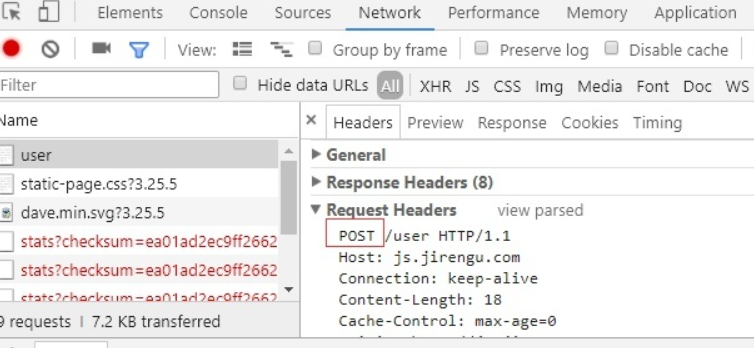 Elements Console Sources Network Performance Memory Application
View: Group by frame Preserve log Disable cache
Filter Hide data URLs All XHR JS CSS Img Media Font Doc WS
Name
× Headers Preview Response Cookies Timing
user
static-page.css?3.25.5
dave.min.svg?3.25.5
stats?checksum=ea01ad2ec9ff2662
stats?checksum=ea01ad2ec9ff2662
stats?checksum=ea01ad2ec9ff2662
9 requests | 7.2 KB transferred
General
Response Headers (8)
Request Headers view parsed
POST /user HTTP/1.1
Host: js.jirengu.com
Connection: keep-alive
Content-Length: 18
Cache-Control: max-age=0